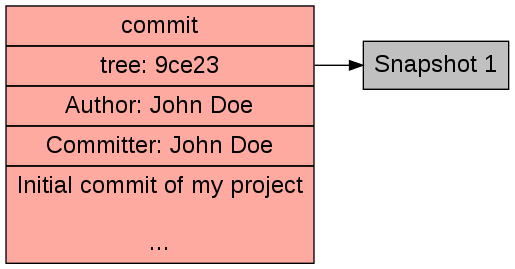 commit
tree: 9ce23
Snapshot 1
Author: John Doe
Committer: John Doe
Initial commit of my project
...